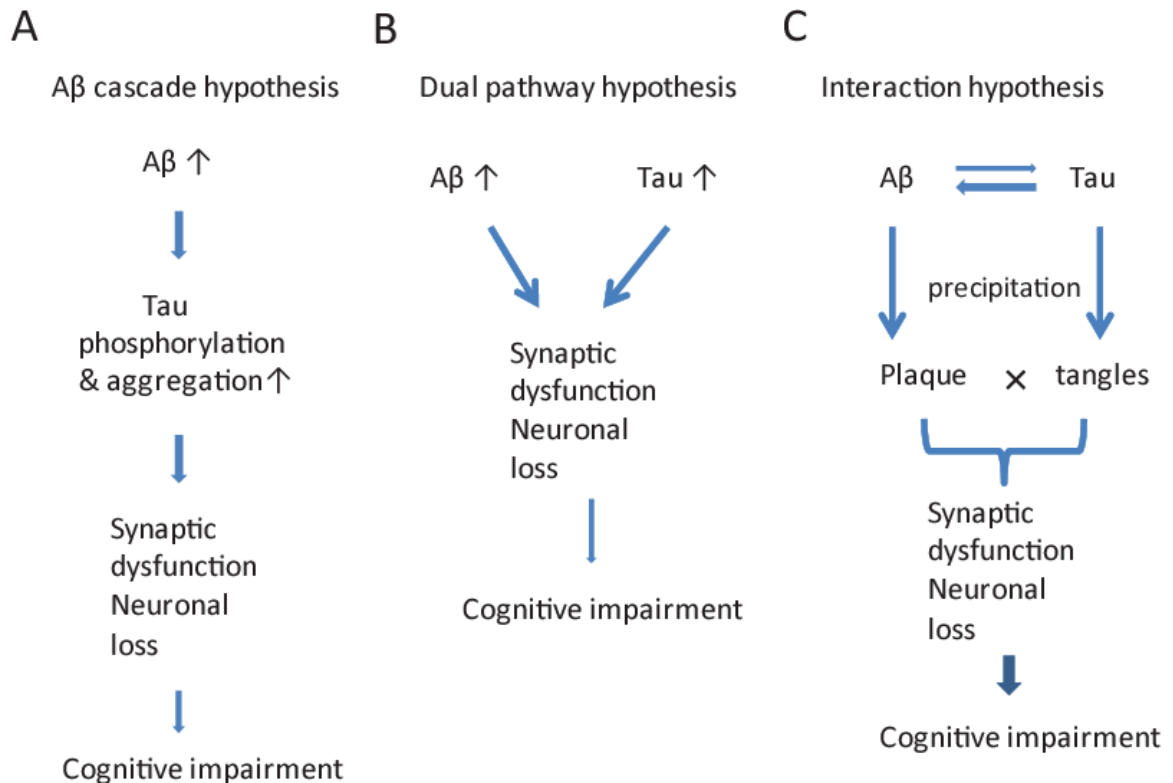 A
Aβ cascade hypothesis
Aβ ↑
Tau
phosphorylation
& aggregation↑
Synaptic
dysfunction
Neuronal
loss
Cognitive impairment
B
Dual pathway hypothesis
Aβ ↑ Tau ↑
Synaptic
dysfunction
Neuronal
loss
Cognitive impairment
C
Interaction hypothesis
Aβ Tau
precipitation
Plaque × tangles
Synaptic
dysfunction
Neuronal
loss
Cognitive impairment